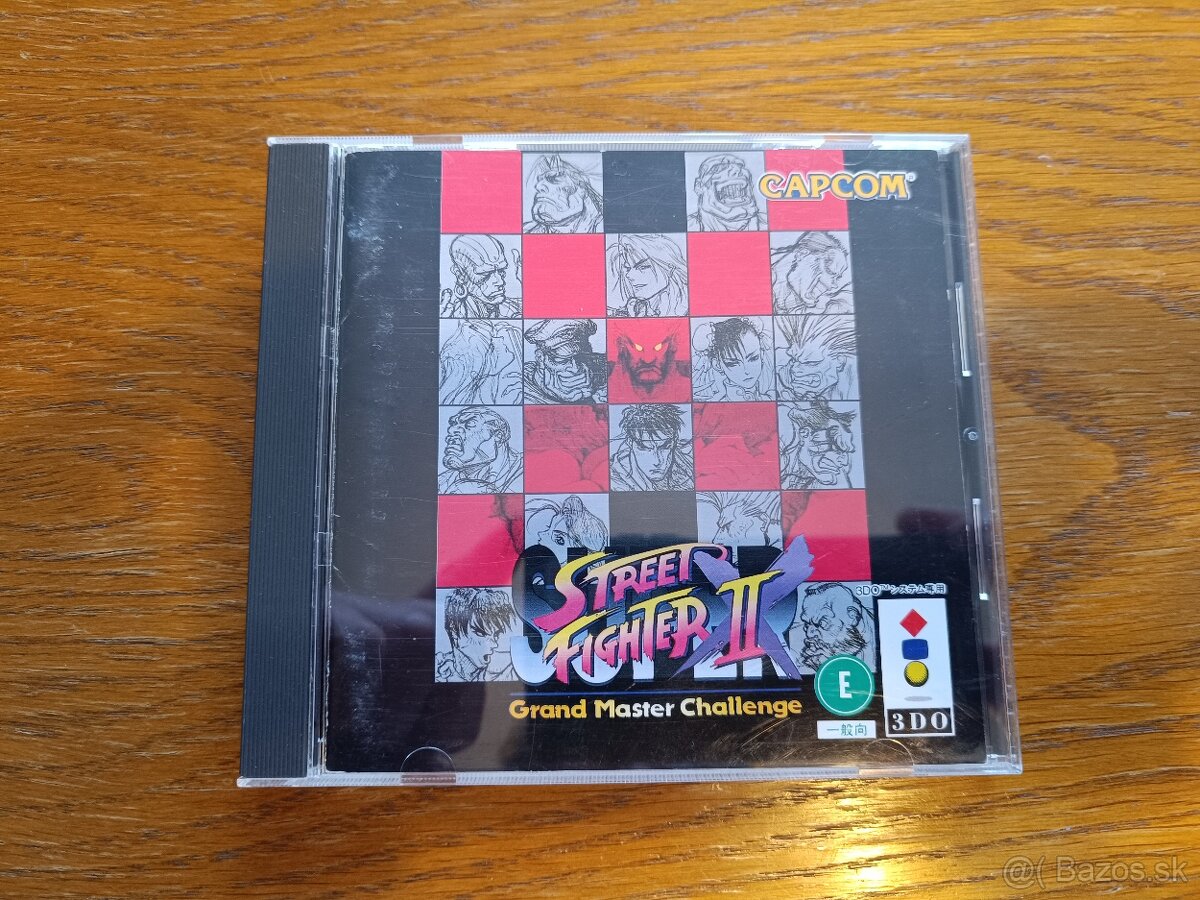 CAPCOM®
SUPER
STREET
FIGHTER II X
Grand Master Challenge
3DO™システム専用
E
一般向
3DO
@( Bazos.sk